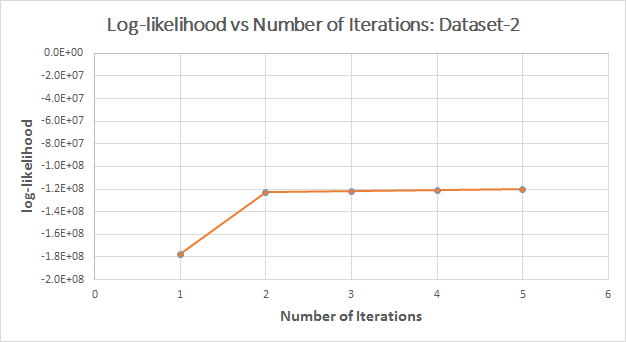 Log-likelihood vs Number of Iterations: Dataset-2
0.0E+00
-2.0E+07
-4.0E+07
-6.0E+07
-8.0E+07
-1.0E+08
-1.2E+08
-1.4E+08
-1.6E+08
-1.8E+08
-2.0E+08
log-likelihood
0 1 2 3 4 5 6
Number of Iterations